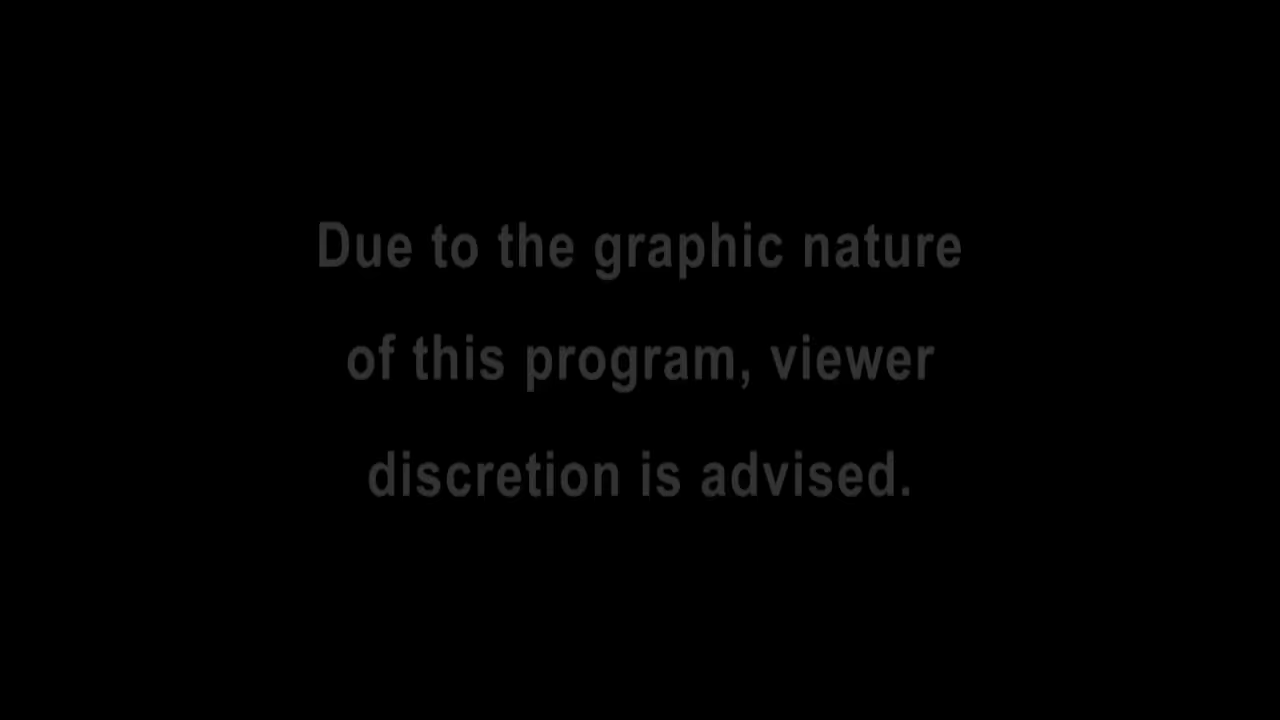 Due to the graphic nature
of this program, viewer
discretion is advised.